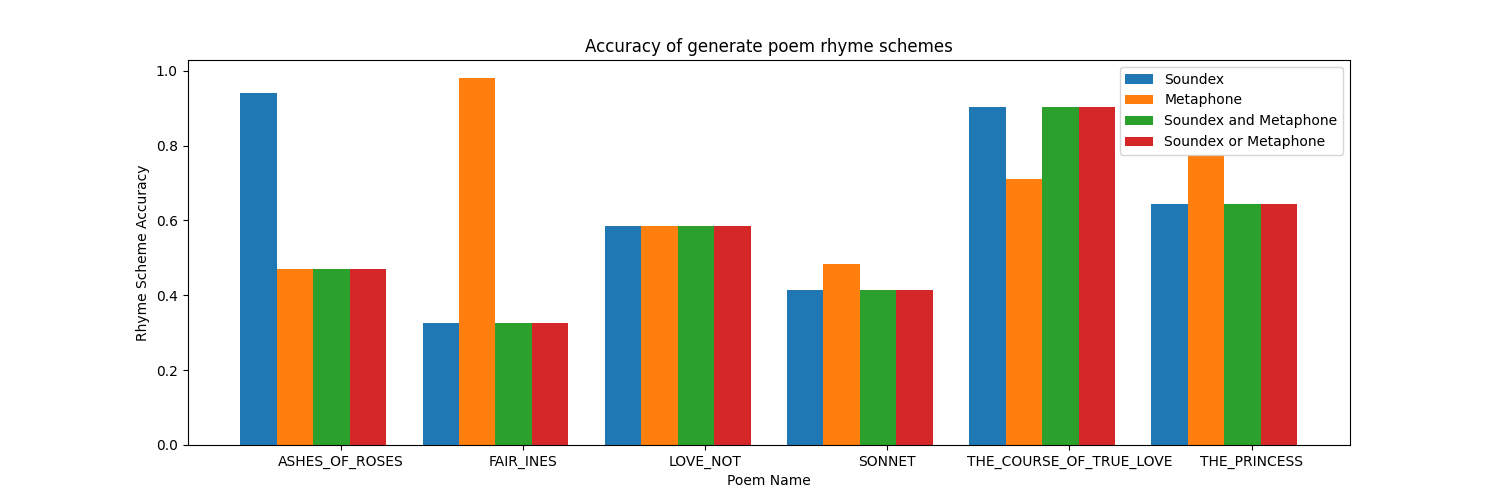 Accuracy of generate poem rhyme schemes
Soundex
Metaphone
Soundex and Metaphone
Soundex or Metaphone
Rhyme Scheme Accuracy
1.0
0.8
0.6
0.4
0.2
0.0
ASHES_OF_ROSES FAIR_INES LOVE_NOT SONNET THE_COURSE_OF_TRUE_LOVE THE_PRINCESS
Poem Name